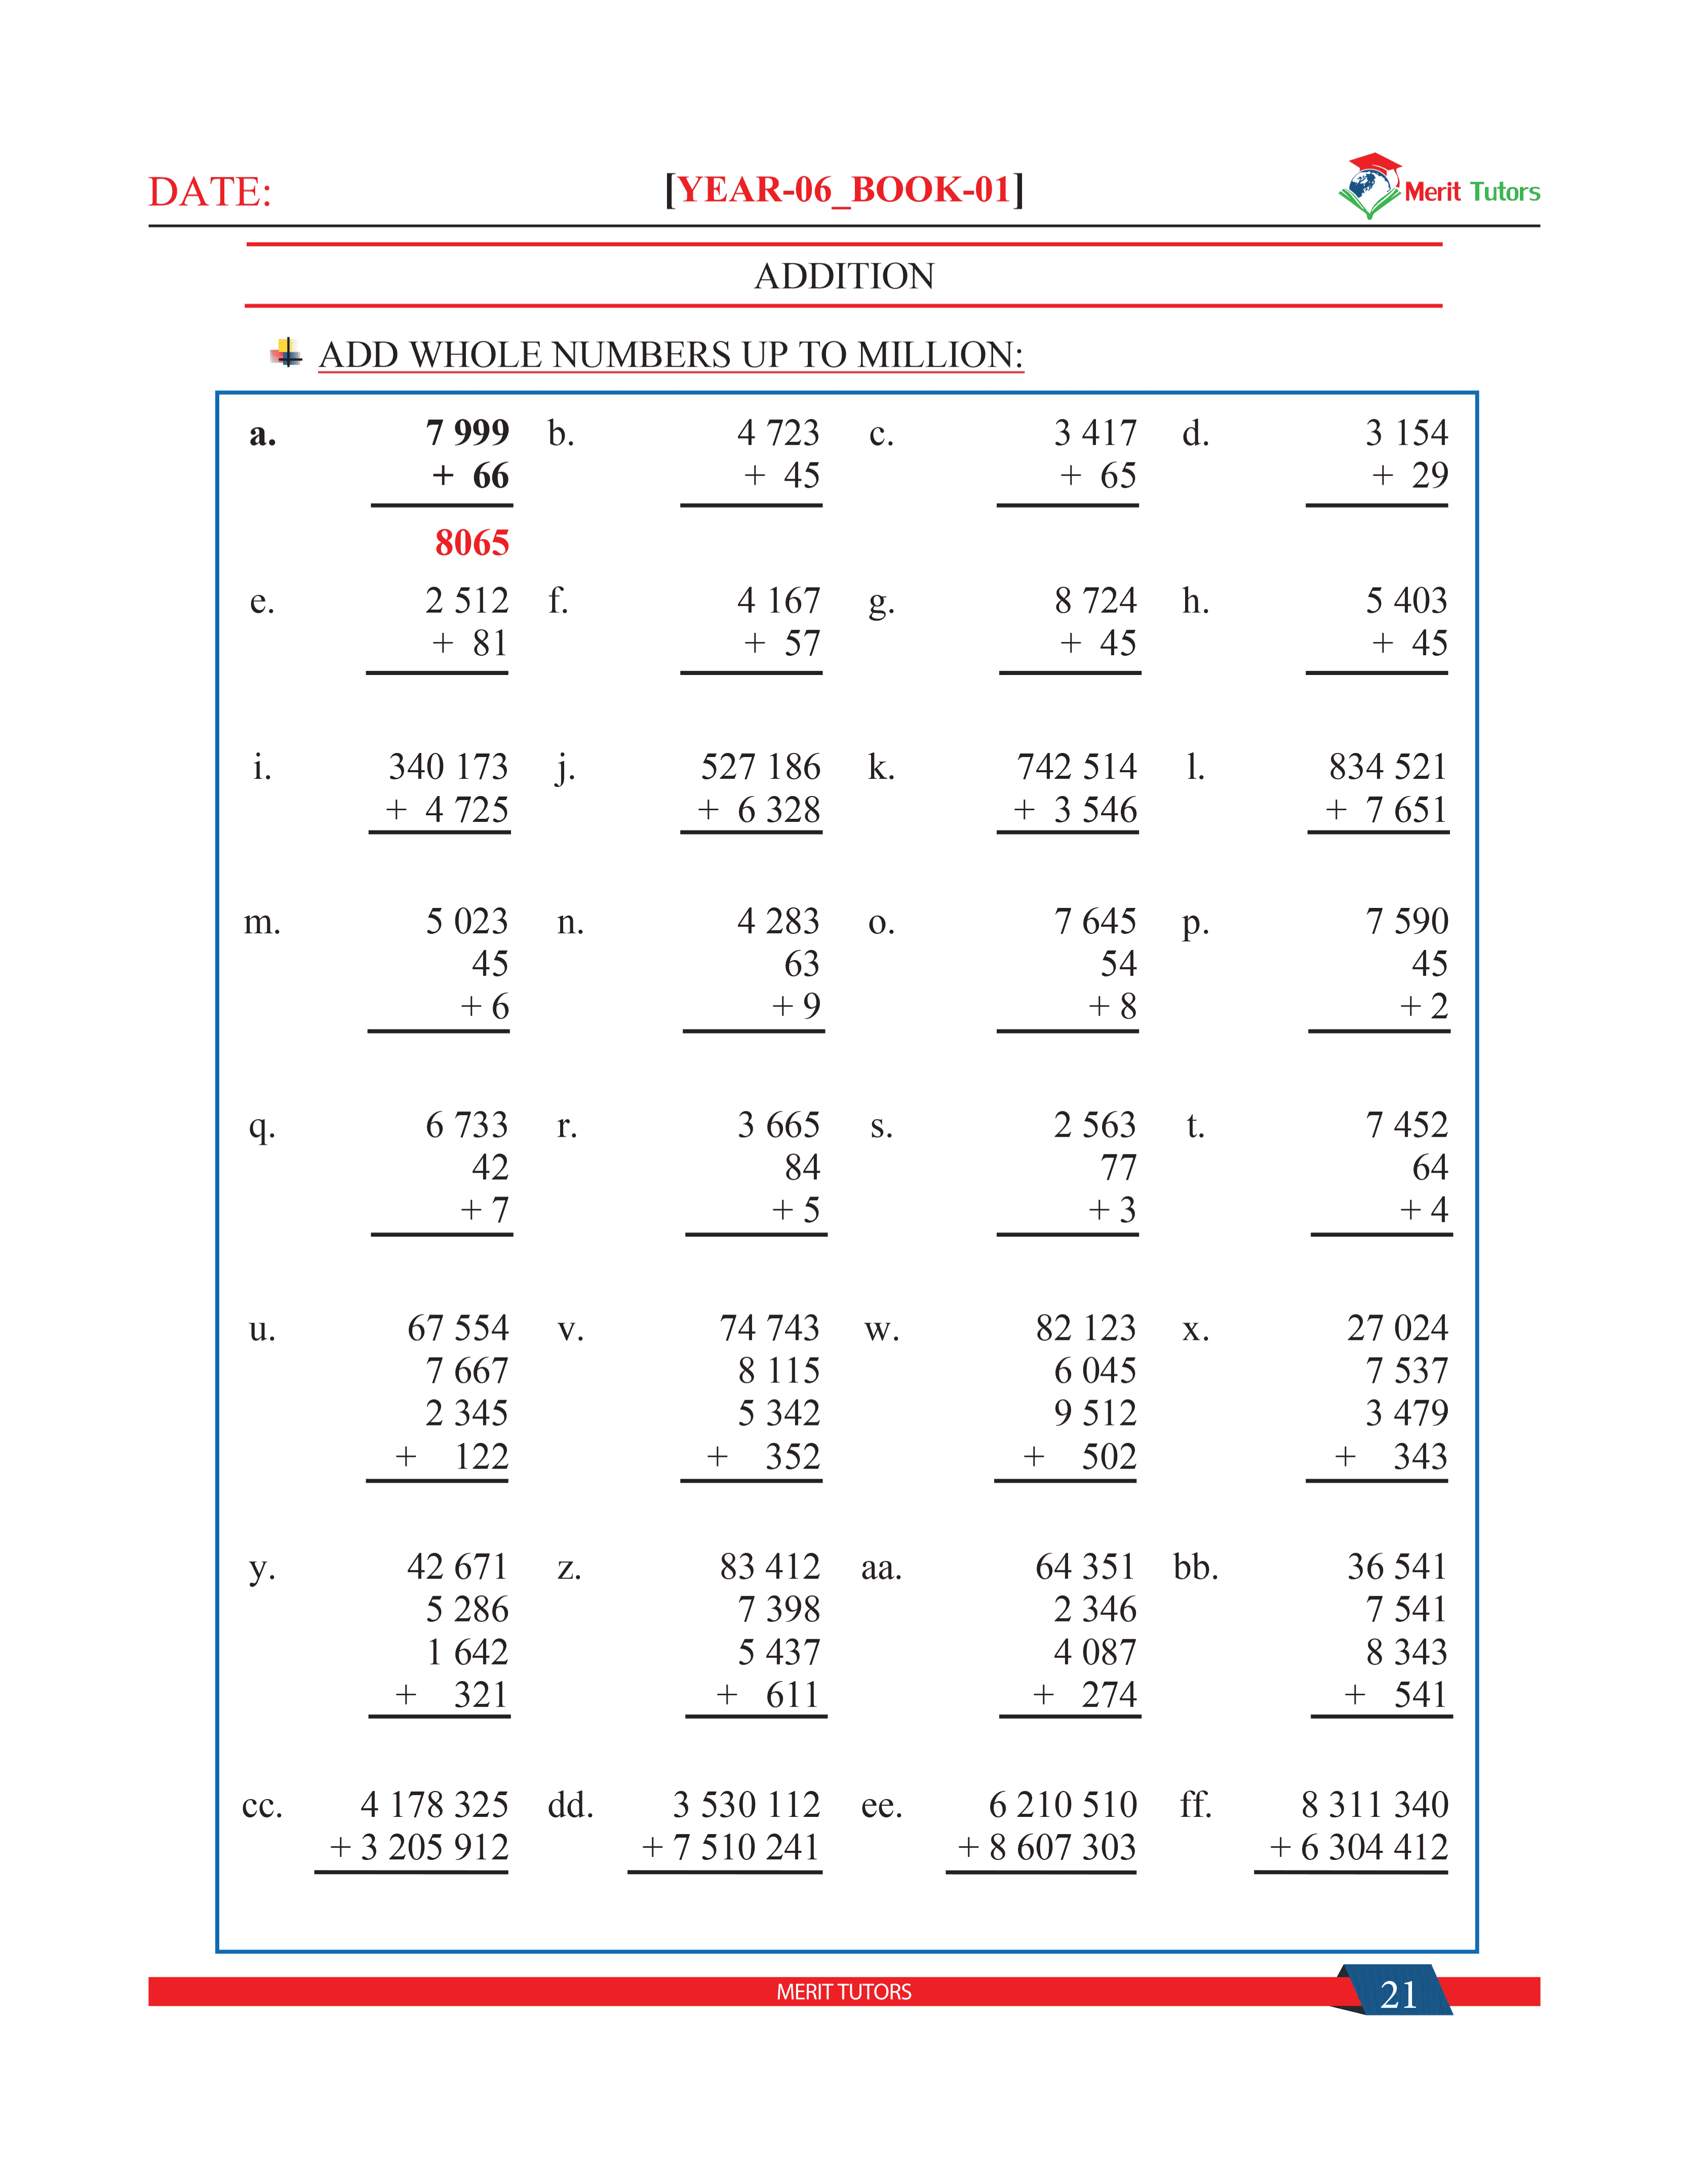 DATE:
[YEAR-06_BOOK-01]
Merit Tutors
ADDITION
ADD WHOLE NUMBERS UP TO MILLION:
a. 7 999 b. 4 723 c. 3 417 d. 3 154
+ 66 + 45 + 65 + 29
8065
e. 2 512 f. 4 167 g. 8 724 h. 5 403
+ 81 + 57 + 45 + 45
i. 340 173 j. 527 186 k. 742 514 l. 834 521
+ 4 725 + 6 328 + 3 546 + 7 651
m. 5 023 n. 4 283 o. 7 645 p. 7 590
45 63 54 45
+ 6 + 9 + 8 + 2
q. 6 733 r. 3 665 s. 2 563 t. 7 452
42 84 77 64
+ 7 + 5 + 3 + 4
u. 67 554 v. 74 743 w. 82 123 x. 27 024
7 667 8 115 6 045 7 537
2 345 5 342 9 512 3 479
+ 122 + 352 + 502 + 343
y. 42 671 z. 83 412 aa. 64 351 bb. 36 541
5 286 7 398 2 346 7 541
1 642 5 437 4 087 8 343
+ 321 + 611 + 274 + 541
cc. 4 178 325 dd. 3 530 112 ee. 6 210 510 ff. 8 311 340
+ 3 205 912 + 7 510 241 + 8 607 303 + 6 304 412
MERIT TUTORS
21